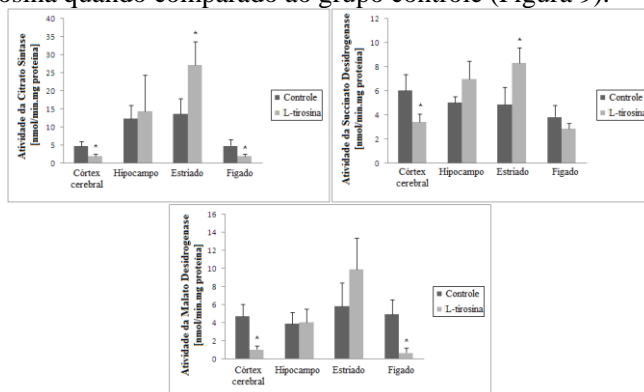 osina quando comparado ao grupo controle (Figura 9).
Atividade da Citrato Sintase
[nmol/min.mg proteína]
40
35
30
25
20
15
10
5
0
*
*
*
Córtex
cerebral
Hipocampo
Estriado
Fígado
Controle
L-tirosina
Atividade da Succinato Desidrogenase
[nmol/min.mg proteína]
12
10
8
6
4
2
0
*
*
Córtex
cerebral
Hipocampo
Estriado
Fígado
Controle
L-tirosina
Atividade da Malato Desidrogenase
[nmol/min.mg proteína]
16
14
12
10
8
6
4
2
0
*
*
Córtex
cerebral
Hipocampo
Estriado
Fígado
Controle
L-tirosina